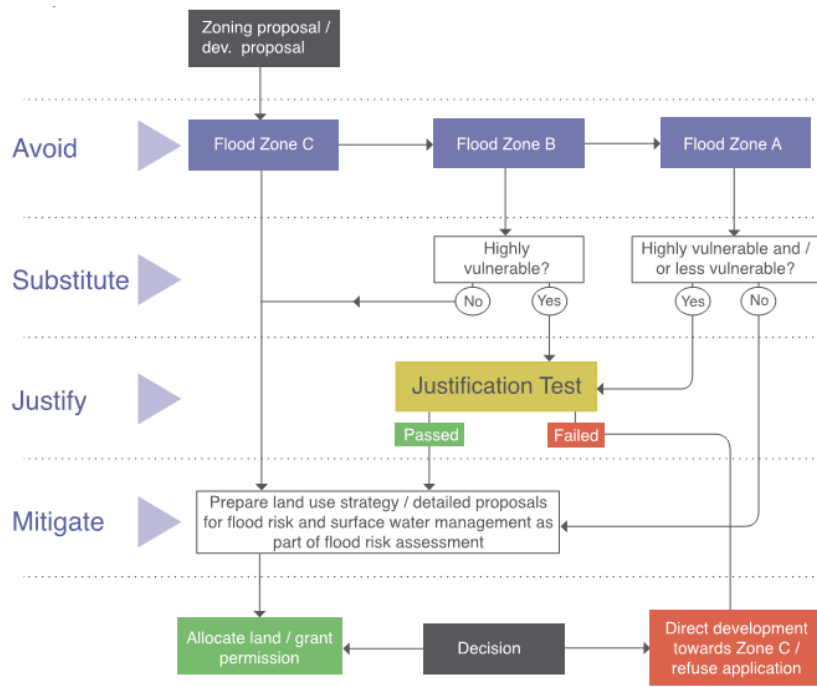 Zoning proposal /
dev. proposal
Avoid
Flood Zone C
Flood Zone B
Flood Zone A
Substitute
Highly
vulnerable?
Highly vulnerable and /
or less vulnerable?
No
Yes
Yes
No
Justify
Justification Test
Passed
Failed
Mitigate
Prepare land use strategy / detailed proposals
for flood risk and surface water management as
part of flood risk assessment
Allocate land / grant
permission
Decision
Direct development
towards Zone C /
refuse application